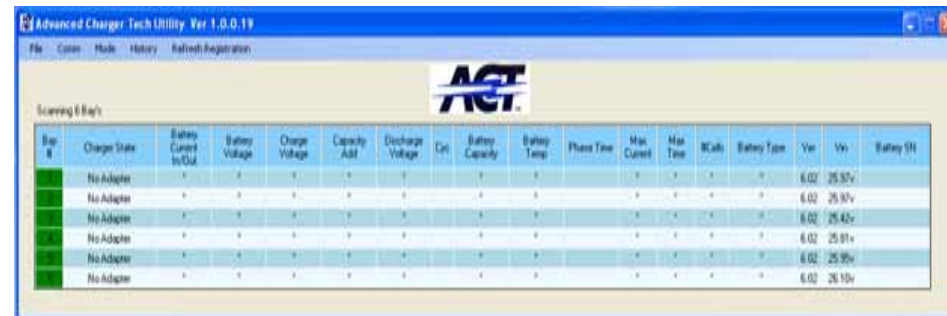 Advanced Charger Tech Utility Ver 1.0.0.19
File Comm Mode History Refresh Registration
ACT
Scanning 6 Bay's
Bay # Charger State Battery Current In/Out Battery Voltage Charge Voltage Capacity Add Discharge Voltage Cyc Battery Capacity Battery Temp Phase Time Max Current Max Time #Cells Battery Type Ver Vin Battery SN
1 No Adapter * * * * * * * * * * * 6.02 25.97v
2 No Adapter * * * * * * * * * * * 6.02 25.97v
3 No Adapter * * * * * * * * * * * 6.02 25.42v
4 No Adapter * * * * * * * * * * * 6.02 25.81v
5 No Adapter * * * * * * * * * * * 6.02 25.95v
6 No Adapter * * * * * * * * * * * 6.02 26.10v